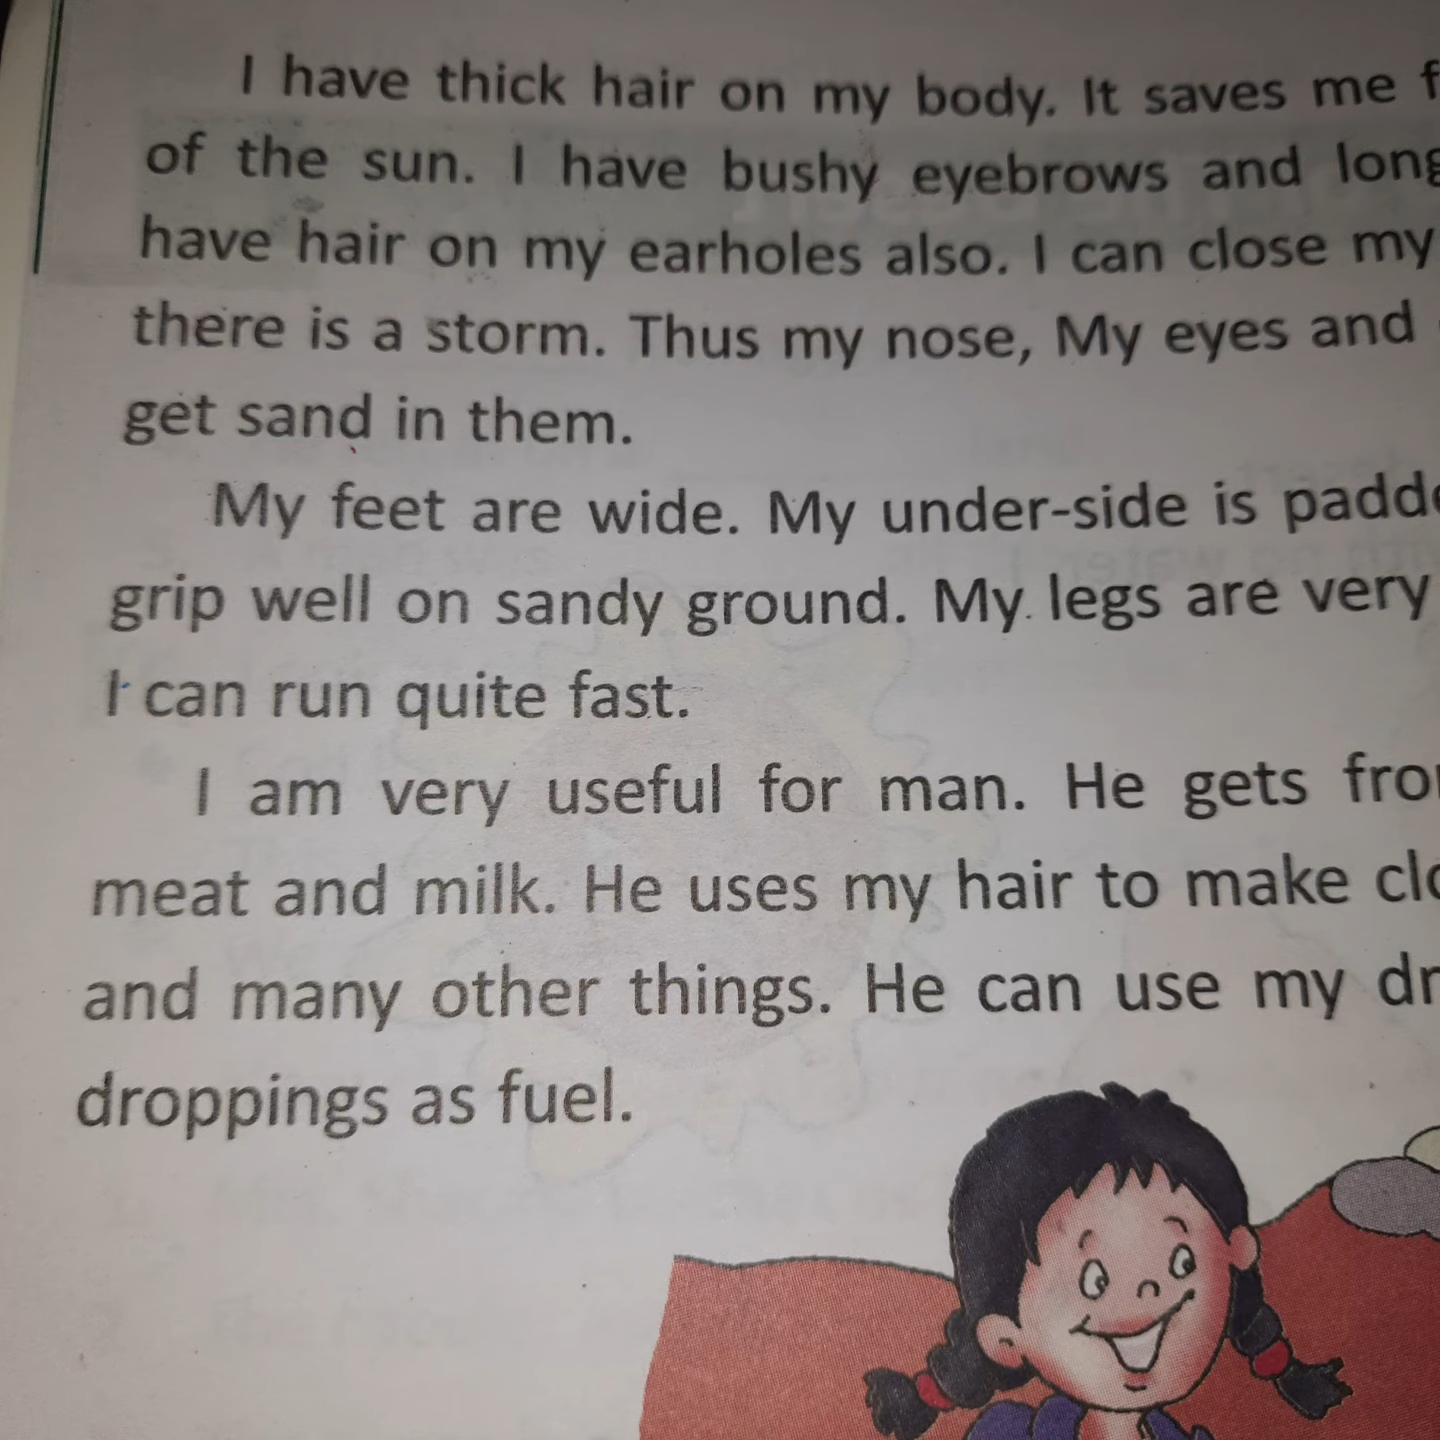 I have thick hair on my body. It saves me
of the sun. I have bushy eyebrows and long
have hair on my earholes also. I can close my
there is a storm. Thus my nose, My eyes and
get sand in them.
My feet are wide. My under-side is
grip well on sandy ground. My legs are very
I can run quite fast.
I am very useful for man. He gets
meat and milk. He uses my hair to make
and many other things. He can use my
droppings as fuel.